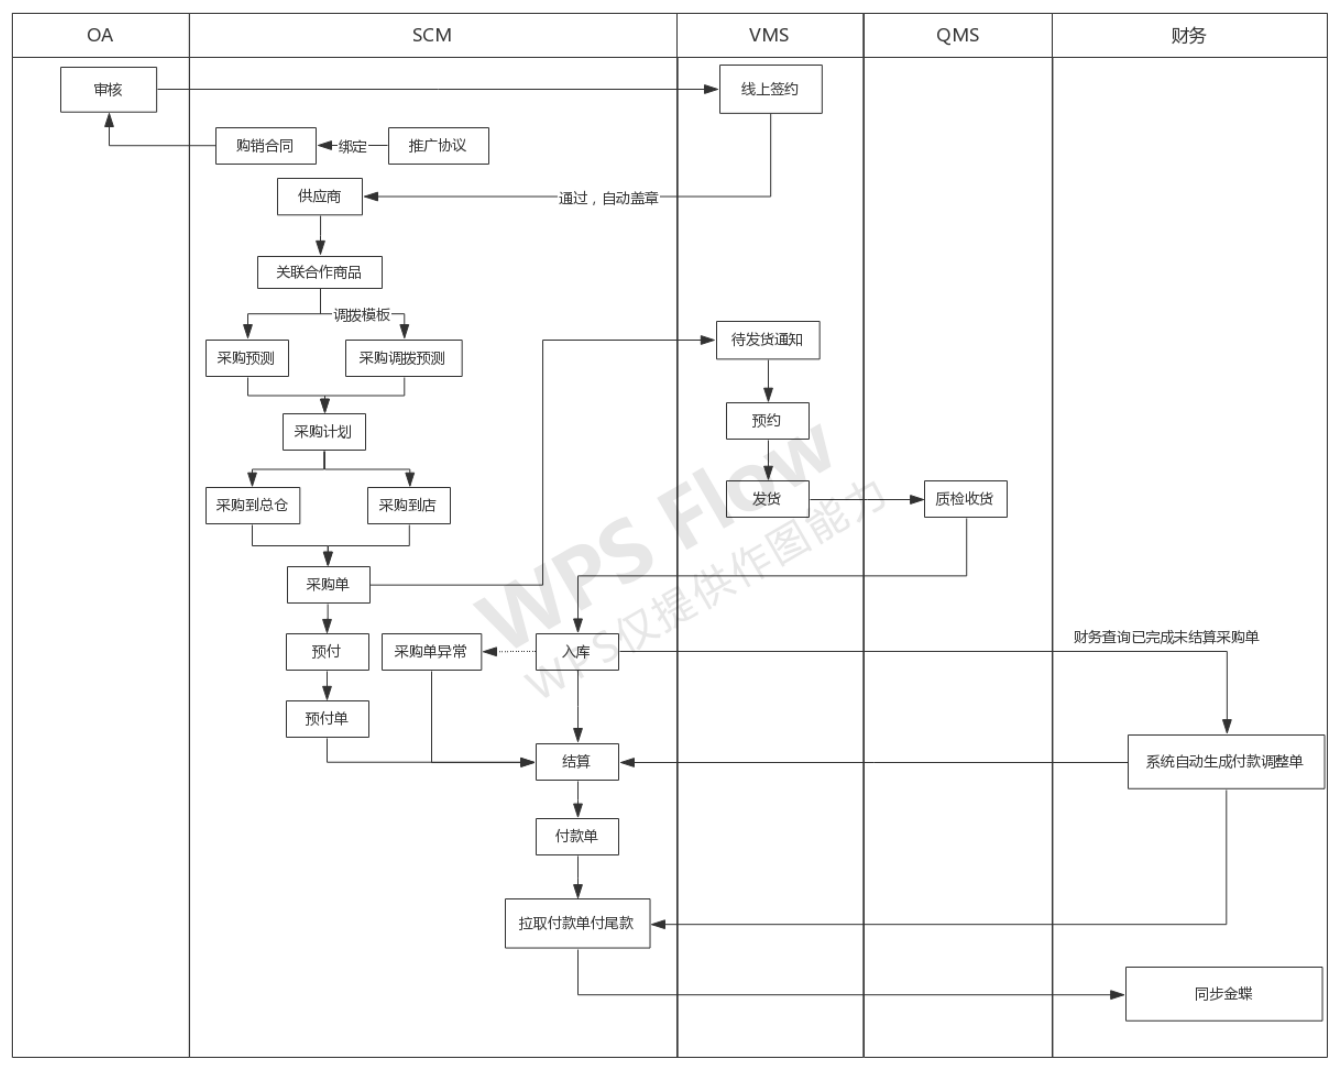 OA
SCM
VMS
QMS
财务
审核
线上签约
购销合同
绑定
推广协议
供应商
通过，自动盖章
关联合作商品
调拨模板
采购预测
采购调拨预测
待发货通知
采购计划
预约
采购到总仓
采购到店
发货
质检收货
采购单
预付
采购单异常
入库
财务查询已完成未结算采购单
预付单
结算
系统自动生成付款调整单
付款单
拉取付款单付尾款
同步金蝶
WPS Flow
WPS仅提供作图能力